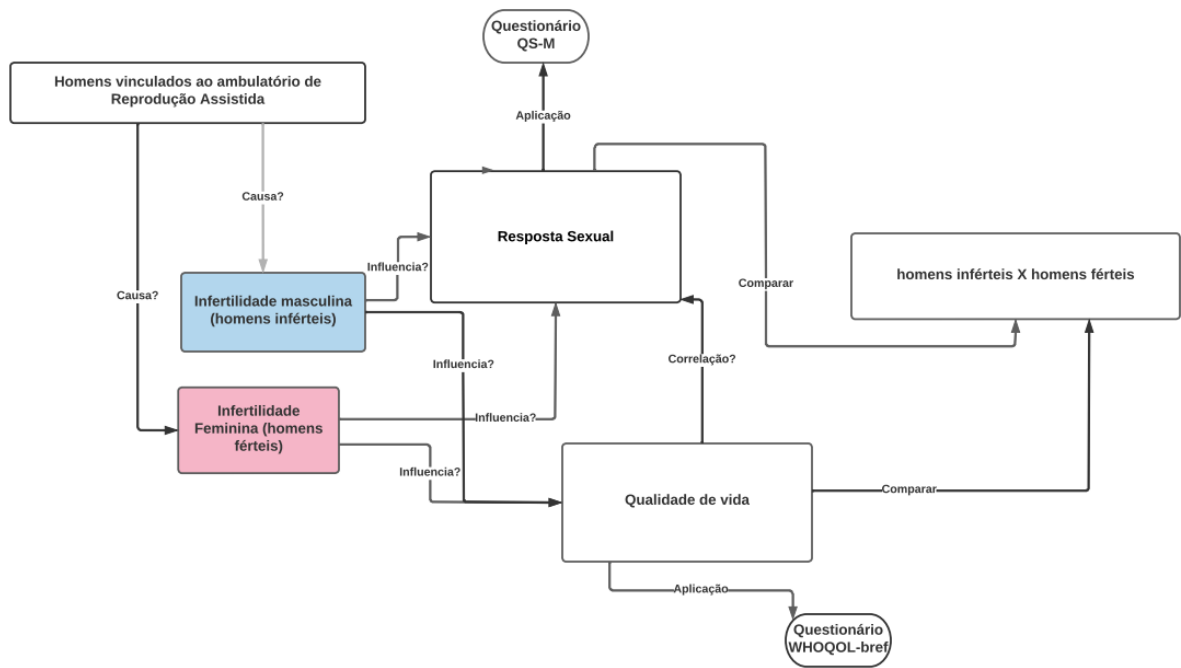 Questionário
QS-M
Homens vinculados ao ambulatório de
Reprodução Assistida
Aplicação
Causa?
Resposta Sexual
Influencia?
homens inférteis X homens férteis
Comparar
Causa?
Infertilidade masculina
(homens inférteis)
Correlação?
Influencia?
Infertilidade
Feminina (homens
férteis)
Influencia?
Influencia?
Qualidade de vida
Comparar
Aplicação
Questionário
WHOQOL-bref